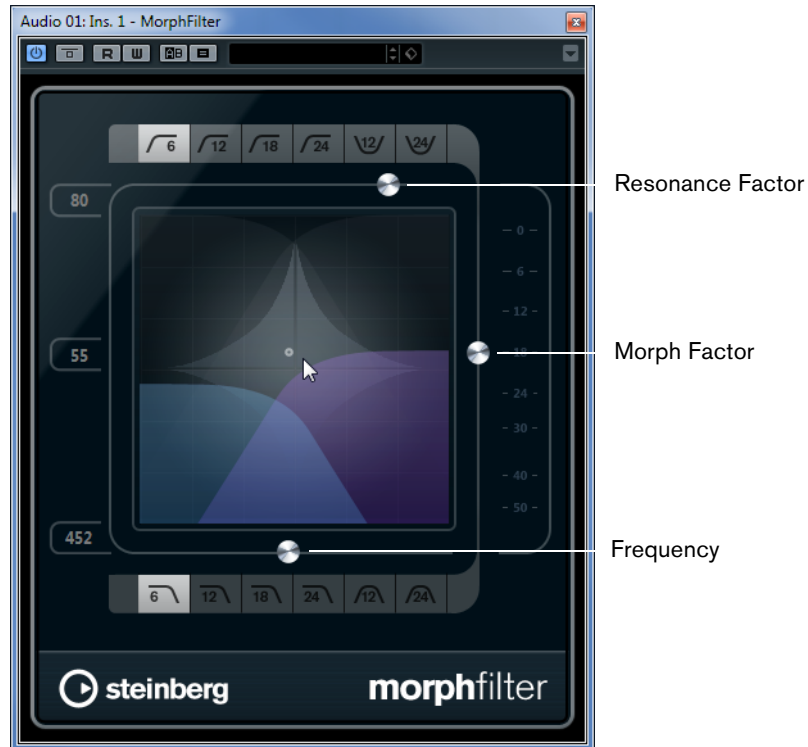 Audio 01: Ins. 1 - MorphFilter
R W AB
6 12 18 24 12 24
Resonance Factor
80
0
6
12
Morph Factor
55
18
24
30
40
50
452
Frequency
6 12 18 24 12 24
steinberg morphfilter